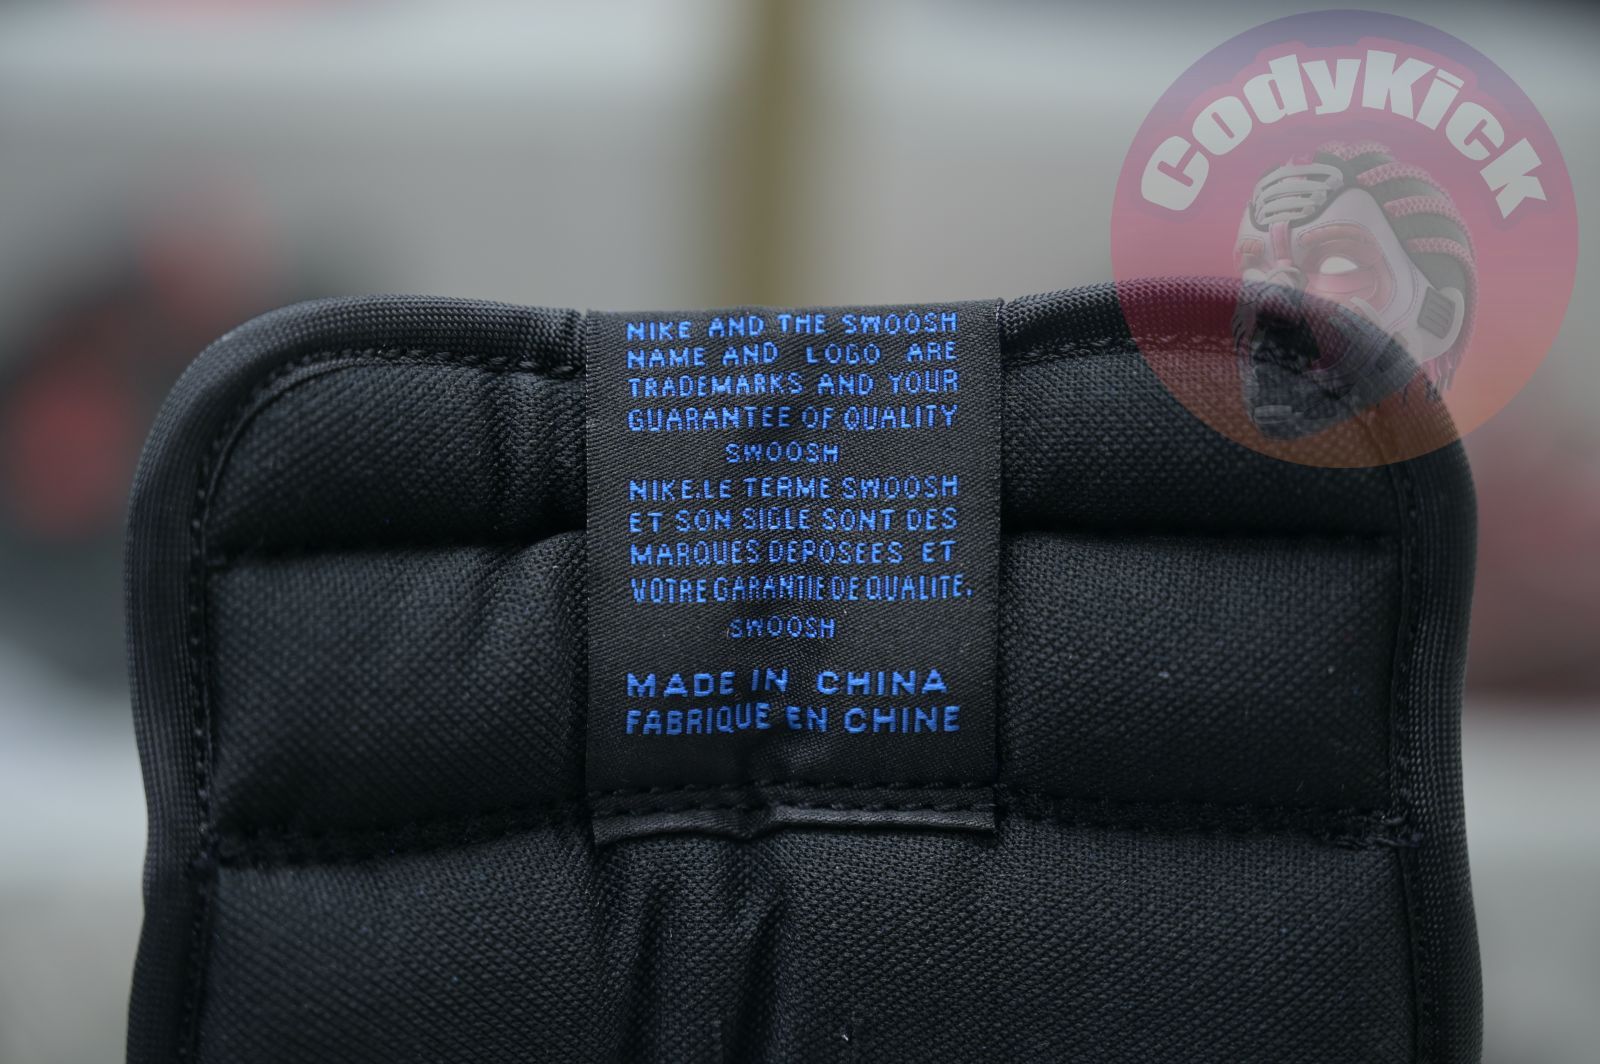 CodyKick
NIKE AND THE SWOOSH
NAME AND LOGO ARE
TRADEMARKS AND YOUR
GUARANTEE OF QUALITY
SWOOSH
NIKE.LE TERME SWOOSH
ET SON SIGLE SONT DES
MARQUES DEPOSEES ET
VOTRE GARANTIE DE QUALITE.
SWOOSH
MADE IN CHINA
FABRIQUE EN CHINE